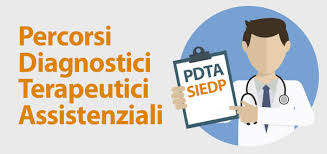 Percorsi
Diagnostici
Terapeutici
Assistenziali
PDTA
SIEDP